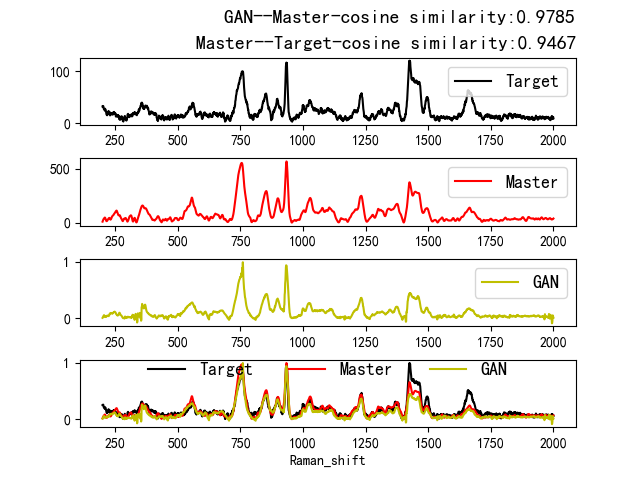 GAN--Master-cosine similarity:0.9785
Master--Target-cosine similarity:0.9467
100
0
Target
250 500 750 1000 1250 1500 1750 2000
500
0
Master
250 500 750 1000 1250 1500 1750 2000
1
0
GAN
250 500 750 1000 1250 1500 1750 2000
1
0
Target Master GAN
250 500 750 1000 1250 1500 1750 2000
Raman_shift